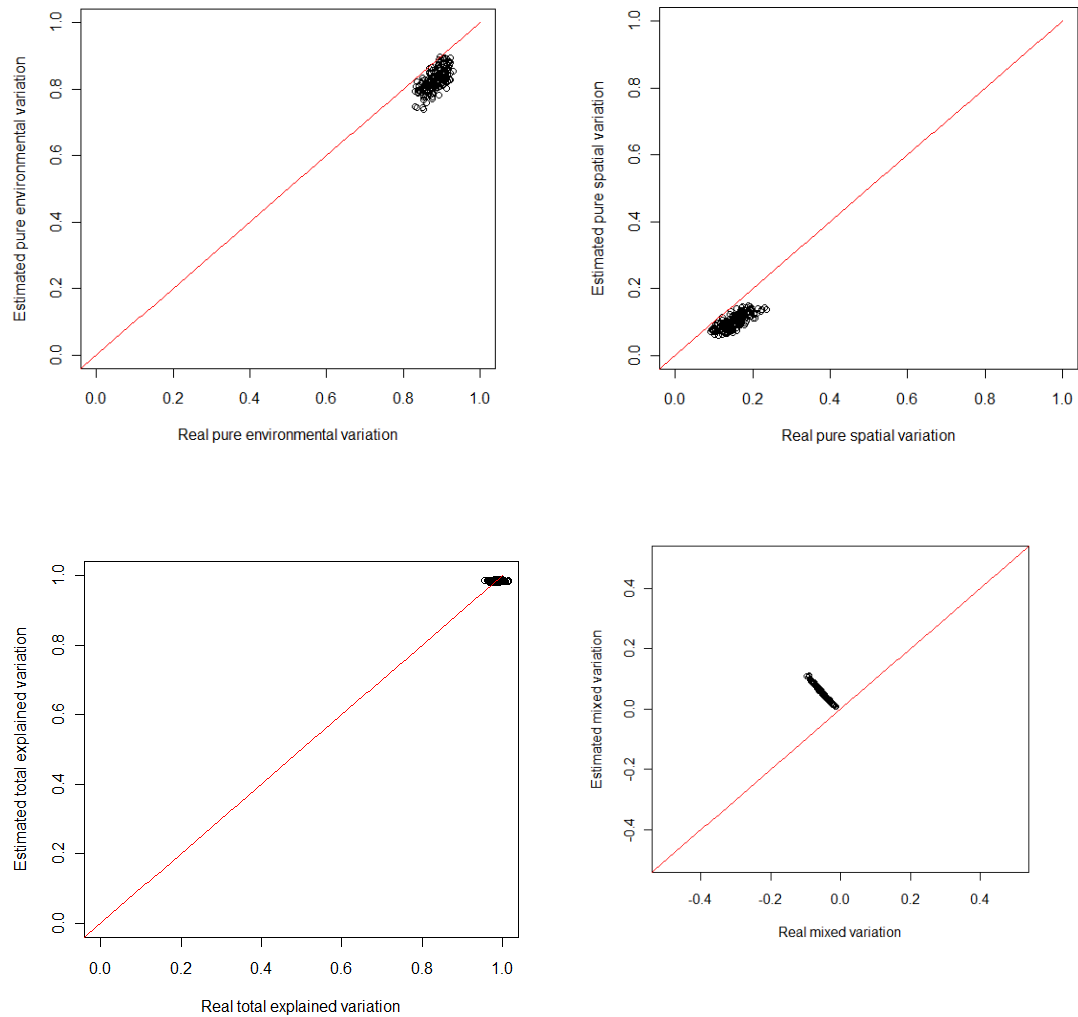 Estimated pure environmental variation
1.0
0.8
0.6
0.4
0.2
0.0
0.0 0.2 0.4 0.6 0.8 1.0
Real pure environmental variation
Estimated pure spatial variation
1.0
0.8
0.6
0.4
0.2
0.0
0.0 0.2 0.4 0.6 0.8 1.0
Real pure spatial variation
Estimated total explained variation
1.0
0.8
0.6
0.4
0.2
0.0
0.0 0.2 0.4 0.6 0.8 1.0
Real total explained variation
Estimated mixed variation
0.4
0.2
0.0
-0.2
-0.4
-0.4 -0.2 0.0 0.2 0.4
Real mixed variation